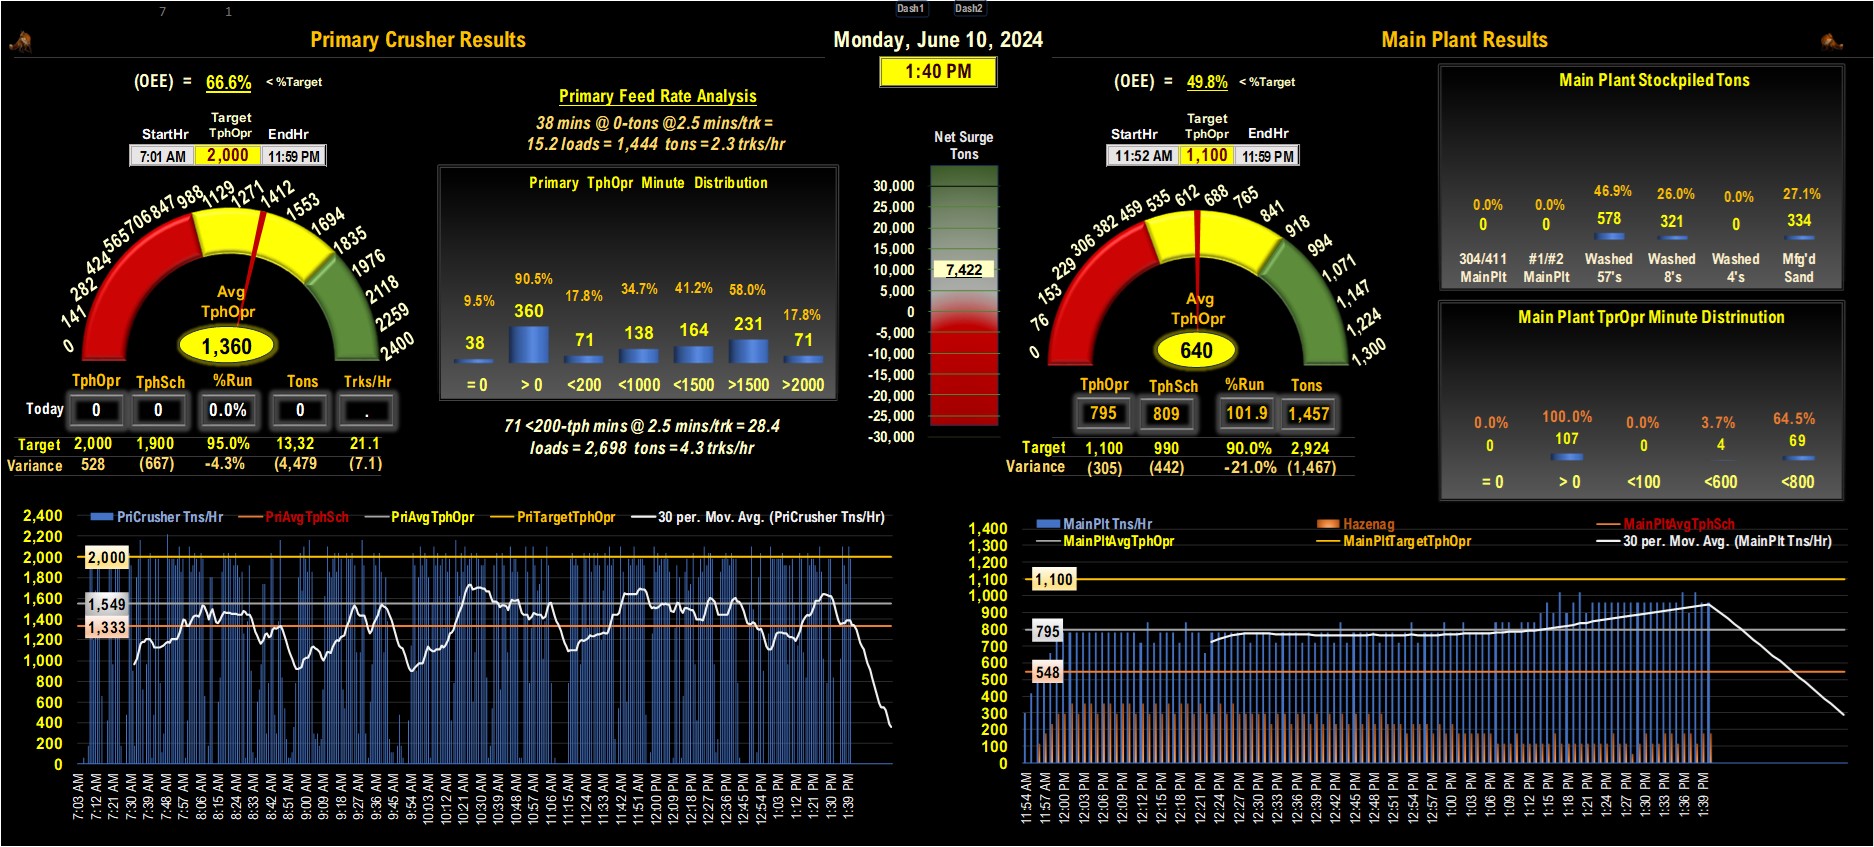 7 1 Dash1 Dash2
Primary Crusher Results
Monday, June 10, 2024
Main Plant Results
1:40 PM
(OEE) = 66.6% < %Target
StartHr Target TphOpr EndHr
7:01 AM 2,000 11:59 PM
0 141 282 424 565 706 847 988 1129 1271 1412 1553 1694 1835 1976 2118 2259 2400
Avg
TphOpr
1,360
TphOpr TphSch %Run Tons Trks/Hr
Today 0 0 0.0% 0 .
Target 2,000 1,900 95.0% 13,32 21.1
Variance 528 (667) -4.3% (4,479 (7.1)
Primary Feed Rate Analysis
38 mins @ 0-tons @2.5 mins/trk =
15.2 loads = 1,444 tons = 2.3 trks/hr
Primary TphOpr Minute Distribution
9.5% 90.5% 17.8% 34.7% 41.2% 58.0% 17.8%
38 360 71 138 164 231 71
= 0 > 0 <200 <1000 <1500 >1500 >2000
71 <200-tph mins @ 2.5 mins/trk = 28.4
loads = 2,698 tons = 4.3 trks/hr
Net Surge
Tons
30,000
25,000
20,000
15,000
10,000
7,422
5,000
0
-5,000
-10,000
-15,000
-20,000
-25,000
-30,000
(OEE) = 49.8% < %Target
StartHr Target TphOpr EndHr
11:52 AM 1,100 11:59 PM
0 76 153 229 306 382 459 535 612 688 765 841 918 994 1,071 1,147 1,224 1,300
Avg
TphOpr
640
TphOpr TphSch %Run Tons
795 809 101.9 1,457
Target 1,100 990 90.0% 2,924
Variance (305) (442) -21.0% (1,467)
Main Plant Stockpiled Tons
0.0% 0.0% 46.9% 26.0% 0.0% 27.1%
0 0 578 321 0 334
304/411 #1/#2 Washed Washed Washed Mfg'd
MainPlt MainPlt 57's 8's 4's Sand
Main Plant TprOpr Minute Distrinution
0.0% 100.0% 0.0% 3.7% 64.5%
0 107 0 4 69
= 0 > 0 <100 <600 <800
PriCrusher Tns/Hr PriAvgTphSch PriAvgTphOpr PriTargetTphOpr 30 per. Mov. Avg. (PriCrusher Tns/Hr)
2,400
2,200
2,000
1,800
1,600
1,400
1,200
1,000
800
600
400
200
0
2,000
1,549
1,333
7:03 AM 7:12 AM 7:21 AM 7:30 AM 7:39 AM 7:48 AM 7:57 AM 8:06 AM 8:15 AM 8:24 AM 8:33 AM 8:42 AM 8:51 AM 9:00 AM 9:09 AM 9:18 AM 9:27 AM 9:36 AM 9:45 AM 9:54 AM 10:03 AM 10:12 AM 10:21 AM 10:30 AM 10:39 AM 10:48 AM 10:57 AM 11:06 AM 11:15 AM 11:24 AM 11:33 AM 11:42 AM 11:51 AM 12:00 PM 12:09 PM 12:18 PM 12:27 PM 12:36 PM 12:45 PM 12:54 PM 1:03 PM 1:12 PM 1:21 PM 1:30 PM 1:39 PM
MainPlt Tns/Hr Hazenag MainPltAvgTphSch
MainPltAvgTphOpr MainPltTargetTphOpr 30 per. Mov. Avg. (MainPlt Tns/Hr)
1,400
1,300
1,200
1,100
1,000
900
800
700
600
500
400
300
200
100
0
1,100
795
548
11:54 AM 11:57 AM 12:00 PM 12:03 PM 12:06 PM 12:09 PM 12:12 PM 12:15 PM 12:18 PM 12:21 PM 12:24 PM 12:27 PM 12:30 PM 12:33 PM 12:36 PM 12:39 PM 12:42 PM 12:45 PM 12:48 PM 12:51 PM 12:54 PM 12:57 PM 1:00 PM 1:03 PM 1:06 PM 1:09 PM 1:12 PM 1:15 PM 1:18 PM 1:21 PM 1:24 PM 1:27 PM 1:30 PM 1:33 PM 1:36 PM 1:39 PM